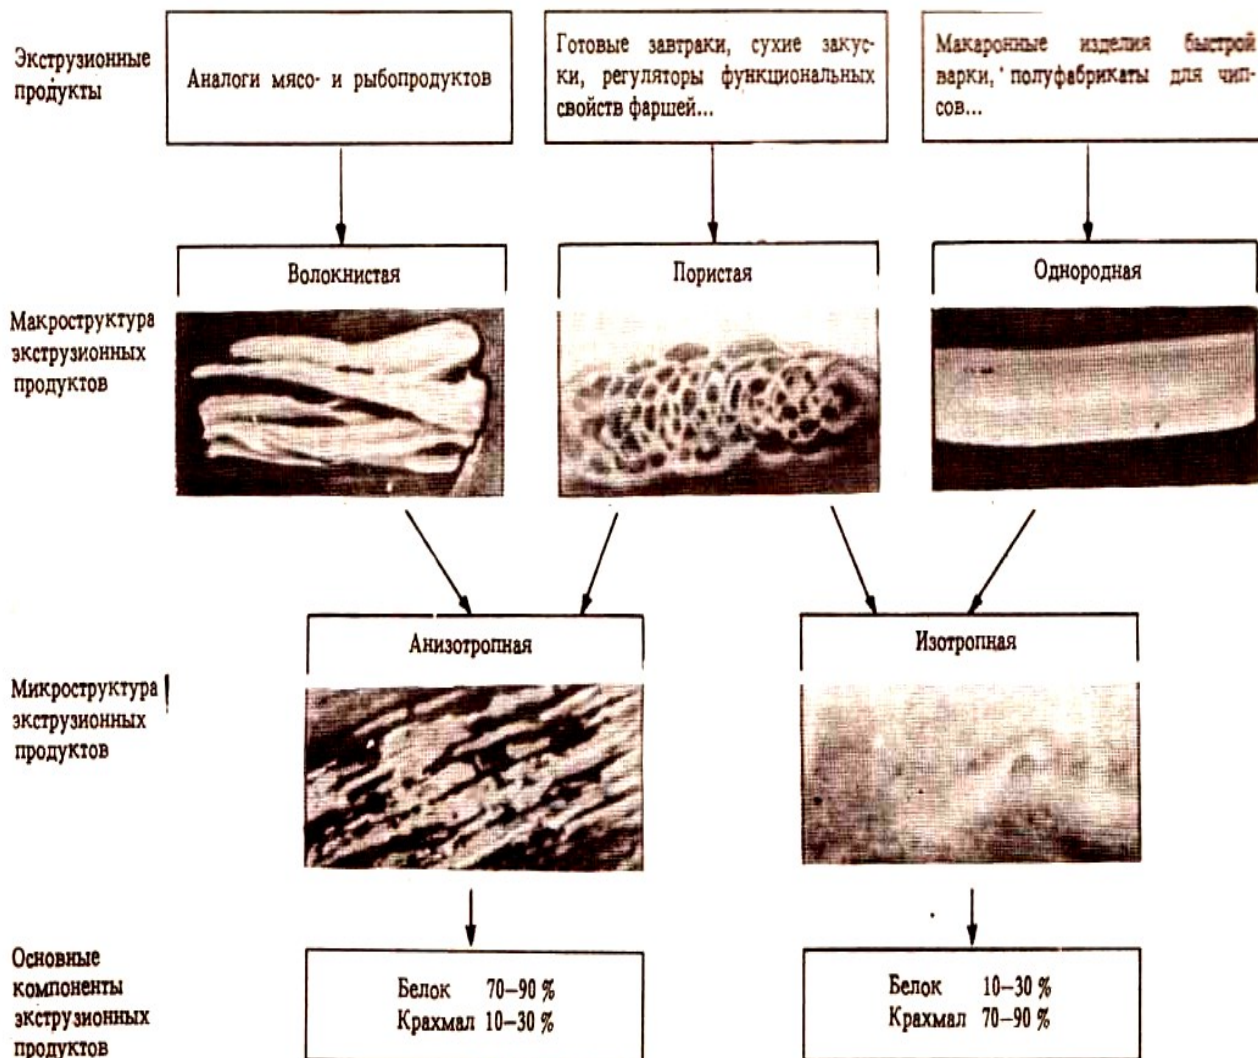 Экструзионные
продукты
Аналоги мясо- и рыбопродуктов
Готовые завтраки, сухие закус-
ки, регуляторы функциональных
свойств фаршей...
Макаронные изделия быстрой
варки, полуфабрикаты для чип-
сов...
Макроструктура
экструзионных
продуктов
Волокнистая
Пористая
Однородная
Микроструктура
экструзионных
продуктов
Анизотропная
Изотропная
Основные
компоненты
экструзионных
продуктов
Белок 70–90 %
Крахмал 10–30 %
Белок 10–30 %
Крахмал 70–90 %